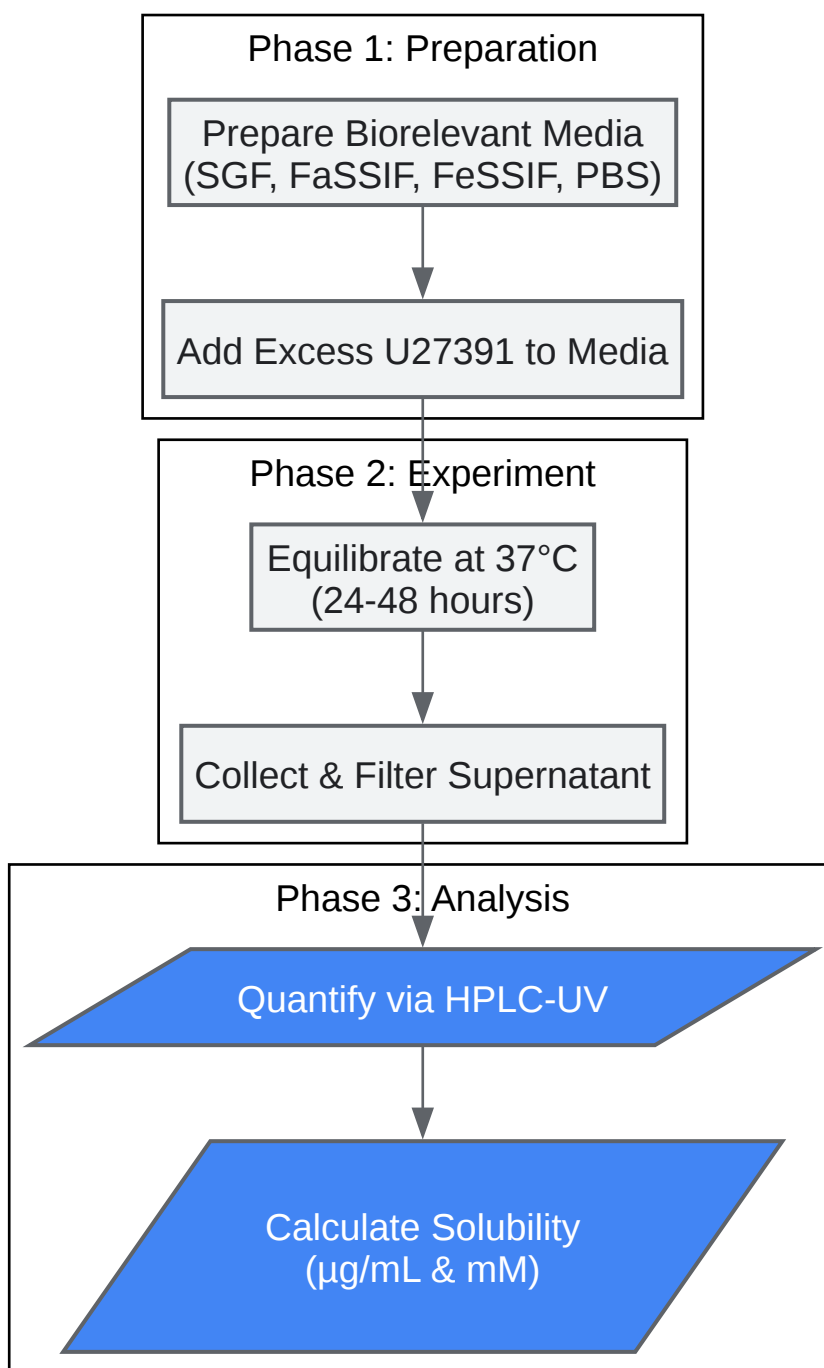 Phase 1: Preparation
Prepare Biorelevant Media
(SGF, FaSSIF, FeSSIF, PBS)
Add Excess U27391 to Media
Phase 2: Experiment
Equilibrate at 37°C
(24-48 hours)
Collect & Filter Supernatant
Phase 3: Analysis
Quantify via HPLC-UV
Calculate Solubility
(µg/mL & mM)